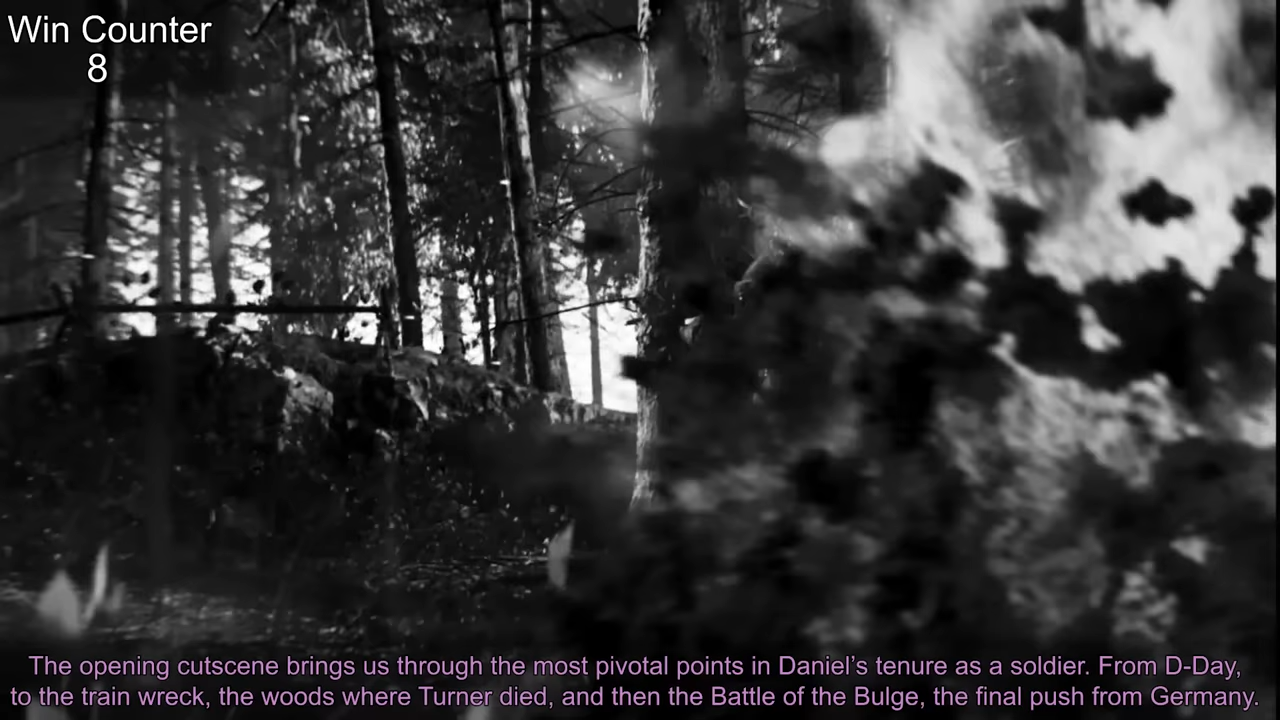 Win Counter
8
The opening cutscene brings us through the most pivotal points in Daniel’s tenure as a soldier. From D-Day,
to the train wreck, the woods where Turner died, and then the Battle of the Bulge, the final push from Germany.